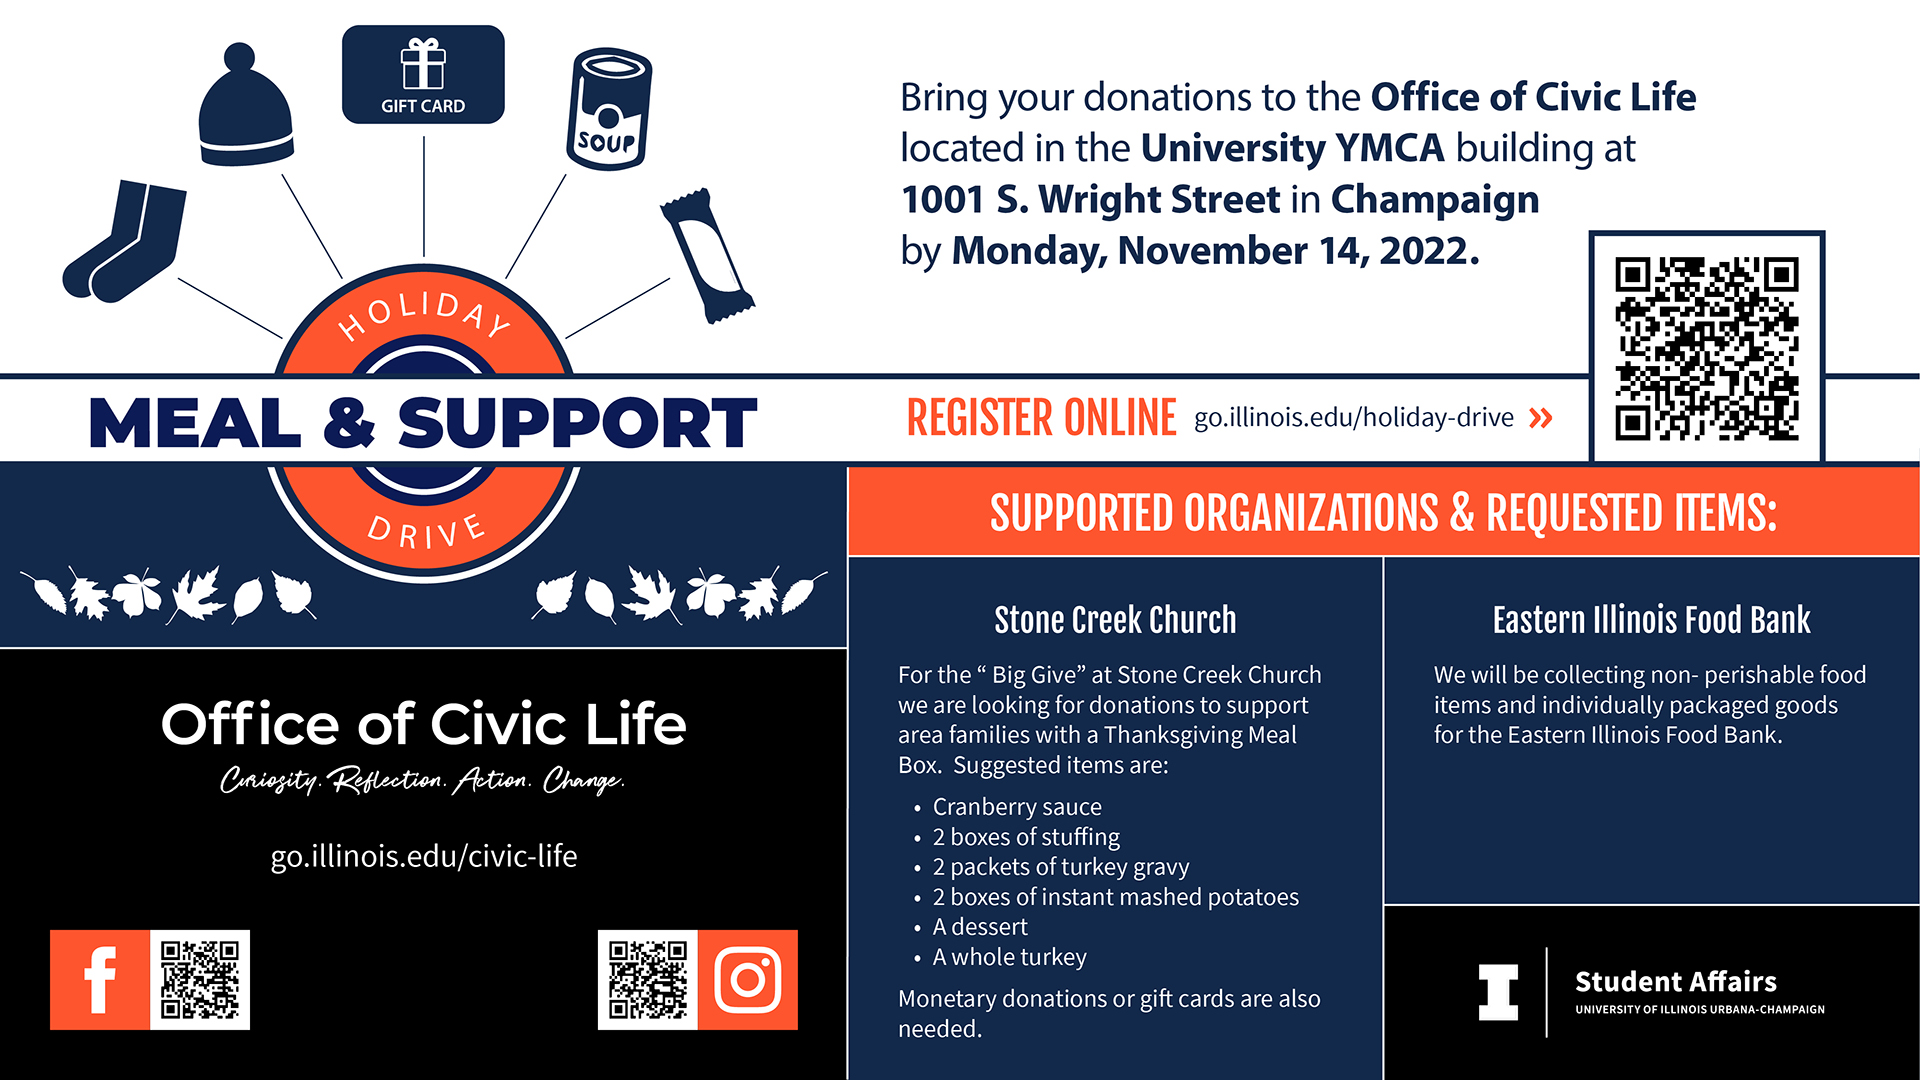 GIFT CARD
SOUP
HOLIDAY
MEAL & SUPPORT
DRIVE
Bring your donations to the Office of Civic Life
located in the University YMCA building at
1001 S. Wright Street in Champaign
by Monday, November 14, 2022.
REGISTER ONLINE go.illinois.edu/holiday-drive »
Office of Civic Life
Curiosity. Reflection. Action. Change.
go.illinois.edu/civic-life
SUPPORTED ORGANIZATIONS & REQUESTED ITEMS:
Stone Creek Church
For the “ Big Give” at Stone Creek Church
we are looking for donations to support
area families with a Thanksgiving Meal
Box.  Suggested items are:
• Cranberry sauce
• 2 boxes of stuffing
• 2 packets of turkey gravy
• 2 boxes of instant mashed potatoes
• A dessert
• A whole turkey
Monetary donations or gift cards are also
needed.
Eastern Illinois Food Bank
We will be collecting non- perishable food
items and individually packaged goods
for the Eastern Illinois Food Bank.
Student Affairs
UNIVERSITY OF ILLINOIS URBANA-CHAMPAIGN